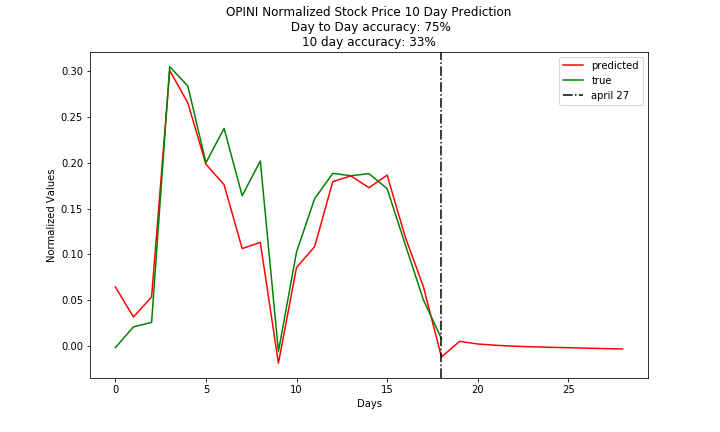 OPINI Normalized Stock Price 10 Day Prediction
Day to Day accuracy: 75%
10 day accuracy: 33%
predicted
true
april 27
Normalized Values
0.30
0.25
0.20
0.15
0.10
0.05
0.00
0 5 10 15 20 25
Days